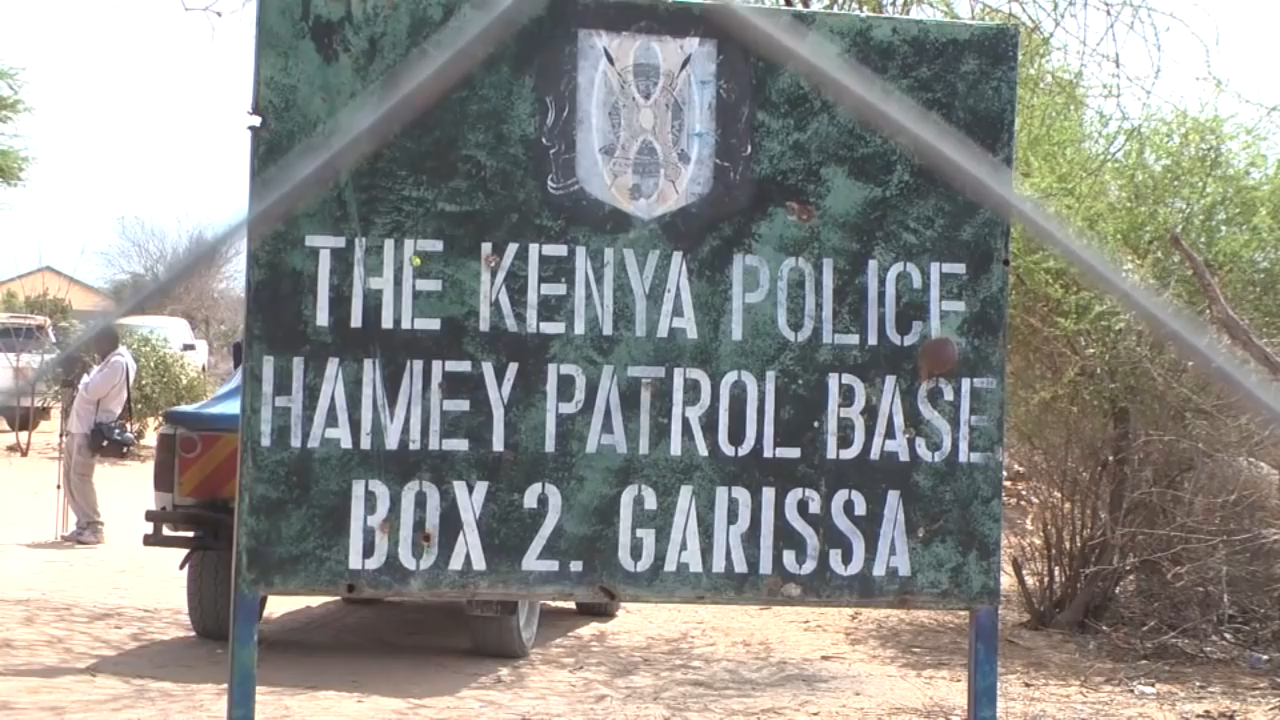 THE KENYA POLICE
HAMEY PATROL BASE
BOX 2. GARISSA